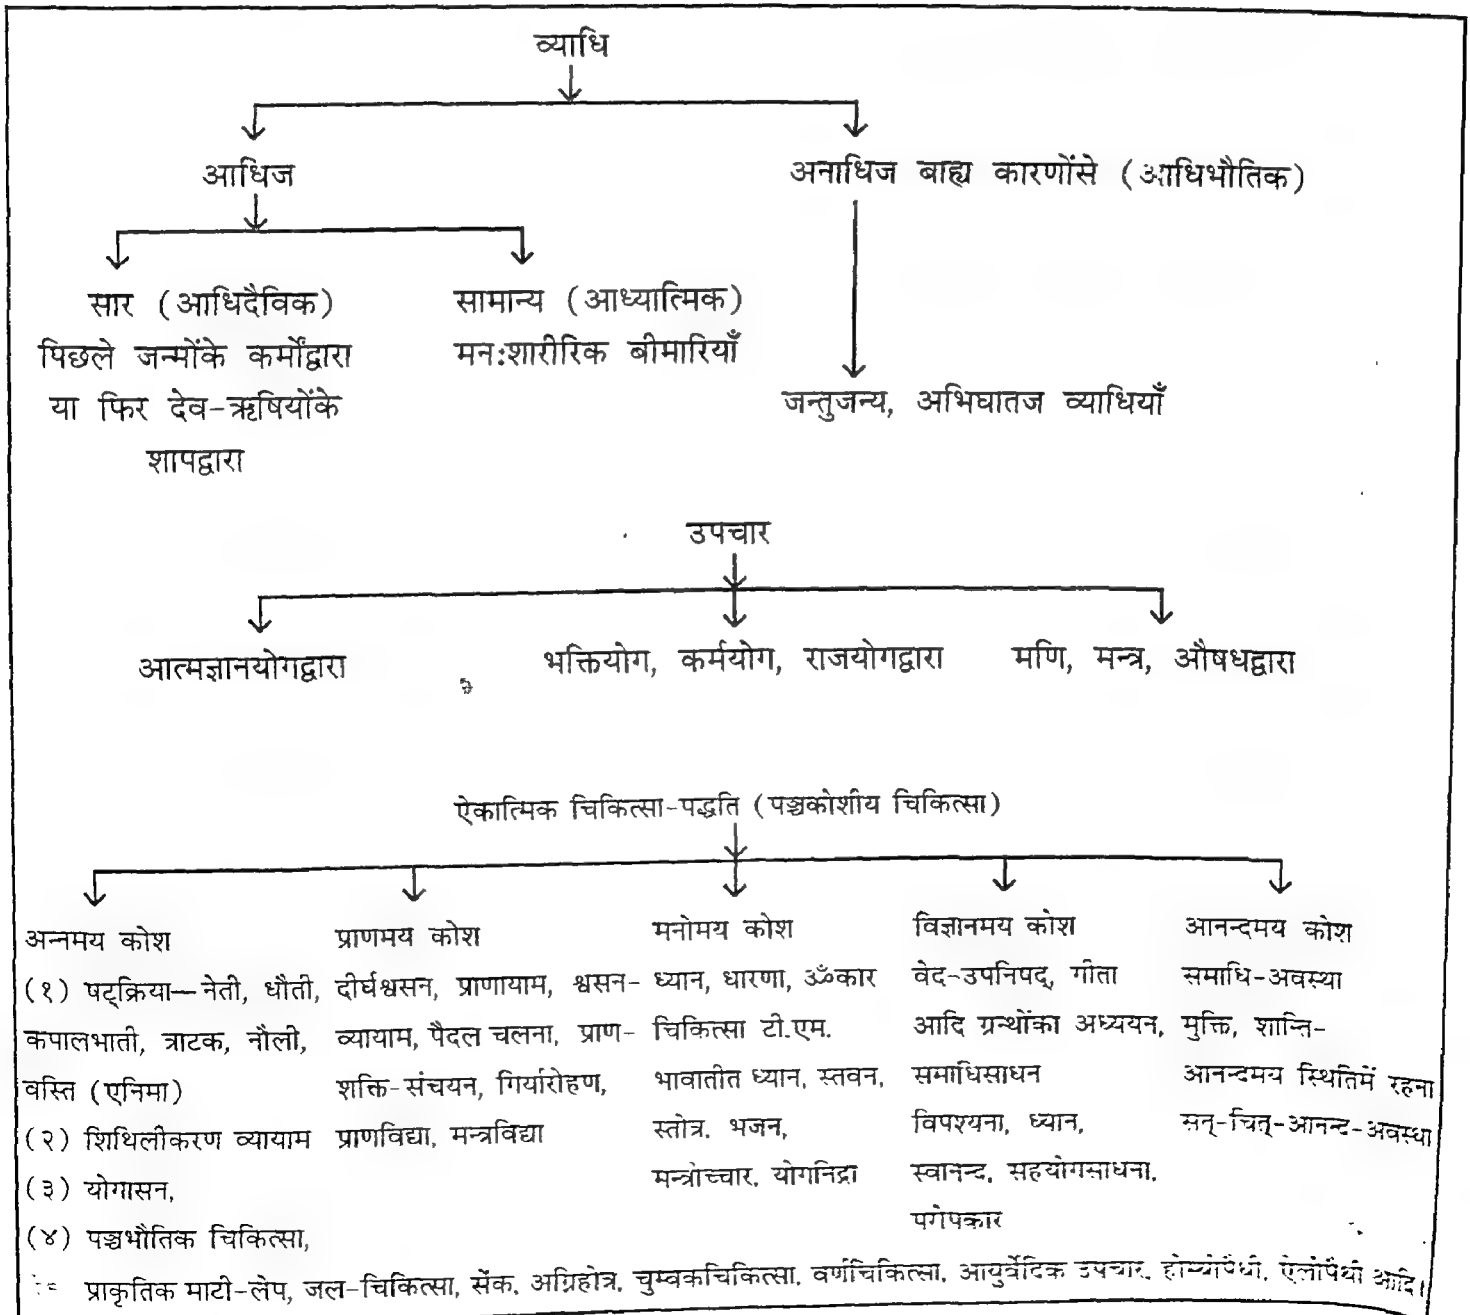 व्याधि
आधिज
अनाधिज बाह्य कारणोंसे (आधिभौतिक)
सार (आधिदैविक)
पिछले जन्मोंके कर्मोंद्वारा
या फिर देव-ऋषियोंके
शापद्वारा
सामान्य (आध्यात्मिक)
मन:शारीरिक बीमारियाँ
जन्तुजन्य, अभिघातज व्याधियाँ
उपचार
आत्मज्ञानयोगद्वारा
भक्तियोग, कर्मयोग, राजयोगद्वारा
मणि, मन्त्र, औषधद्वारा
ऐकात्मिक चिकित्सा-पद्धति (पञ्चकोशीय चिकित्सा)
अन्नमय कोश
(१) षट्क्रिया—नेती, धौती,
कपालभाती, त्राटक, नौली,
वस्ति (एनिमा)
(२) शिथिलीकरण व्यायाम
(३) योगासन,
(४) पञ्चभौतिक चिकित्सा,
प्राणमय कोश
दीर्घश्वसन, प्राणायाम, श्वसन-
व्यायाम, पैदल चलना, प्राण-
शक्ति-संचयन, गिर्यारोहण,
प्राणविद्या, मन्त्रविद्या
मनोमय कोश
ध्यान, धारणा, ॐकार
चिकित्सा टी.एम.
भावातीत ध्यान, स्तवन,
स्तोत्र, भजन,
मन्त्रोच्चार, योगनिद्रा
विज्ञानमय कोश
वेद-उपनिषद्, गीता
आदि ग्रन्थोंका अध्ययन,
समाधिसाधन
विपश्यना, ध्यान,
स्वानन्द, सहयोगसाधना,
परोपकार
आनन्दमय कोश
समाधि-अवस्था
मुक्ति, शान्ति-
आनन्दमय स्थितिमें रहना
सत्-चित्-आनन्द-अवस्था
प्राकृतिक माटी-लेप, जल-चिकित्सा, सेंक, अग्निहोत्र, चुम्वकचिकित्सा, वर्णचिकित्सा, आयुर्वेदिक उपचार, होम्योपैथी, ऐलोपैथी आदि।